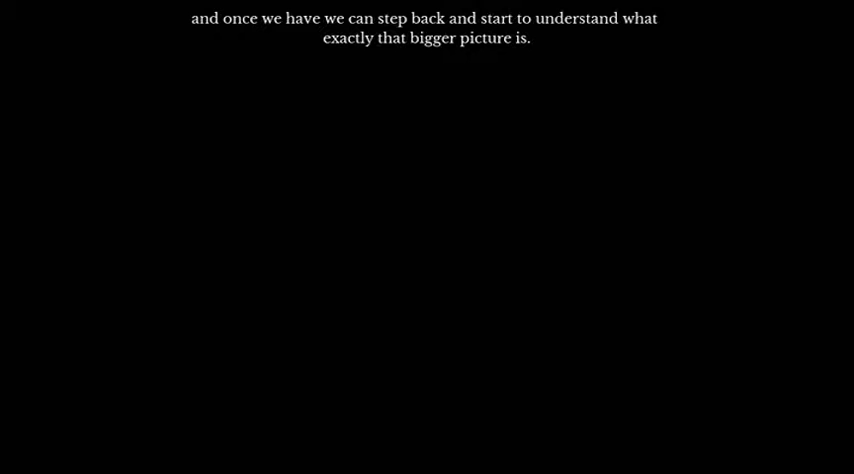 and once we have we can step back and start to understand what
exactly that bigger picture is.